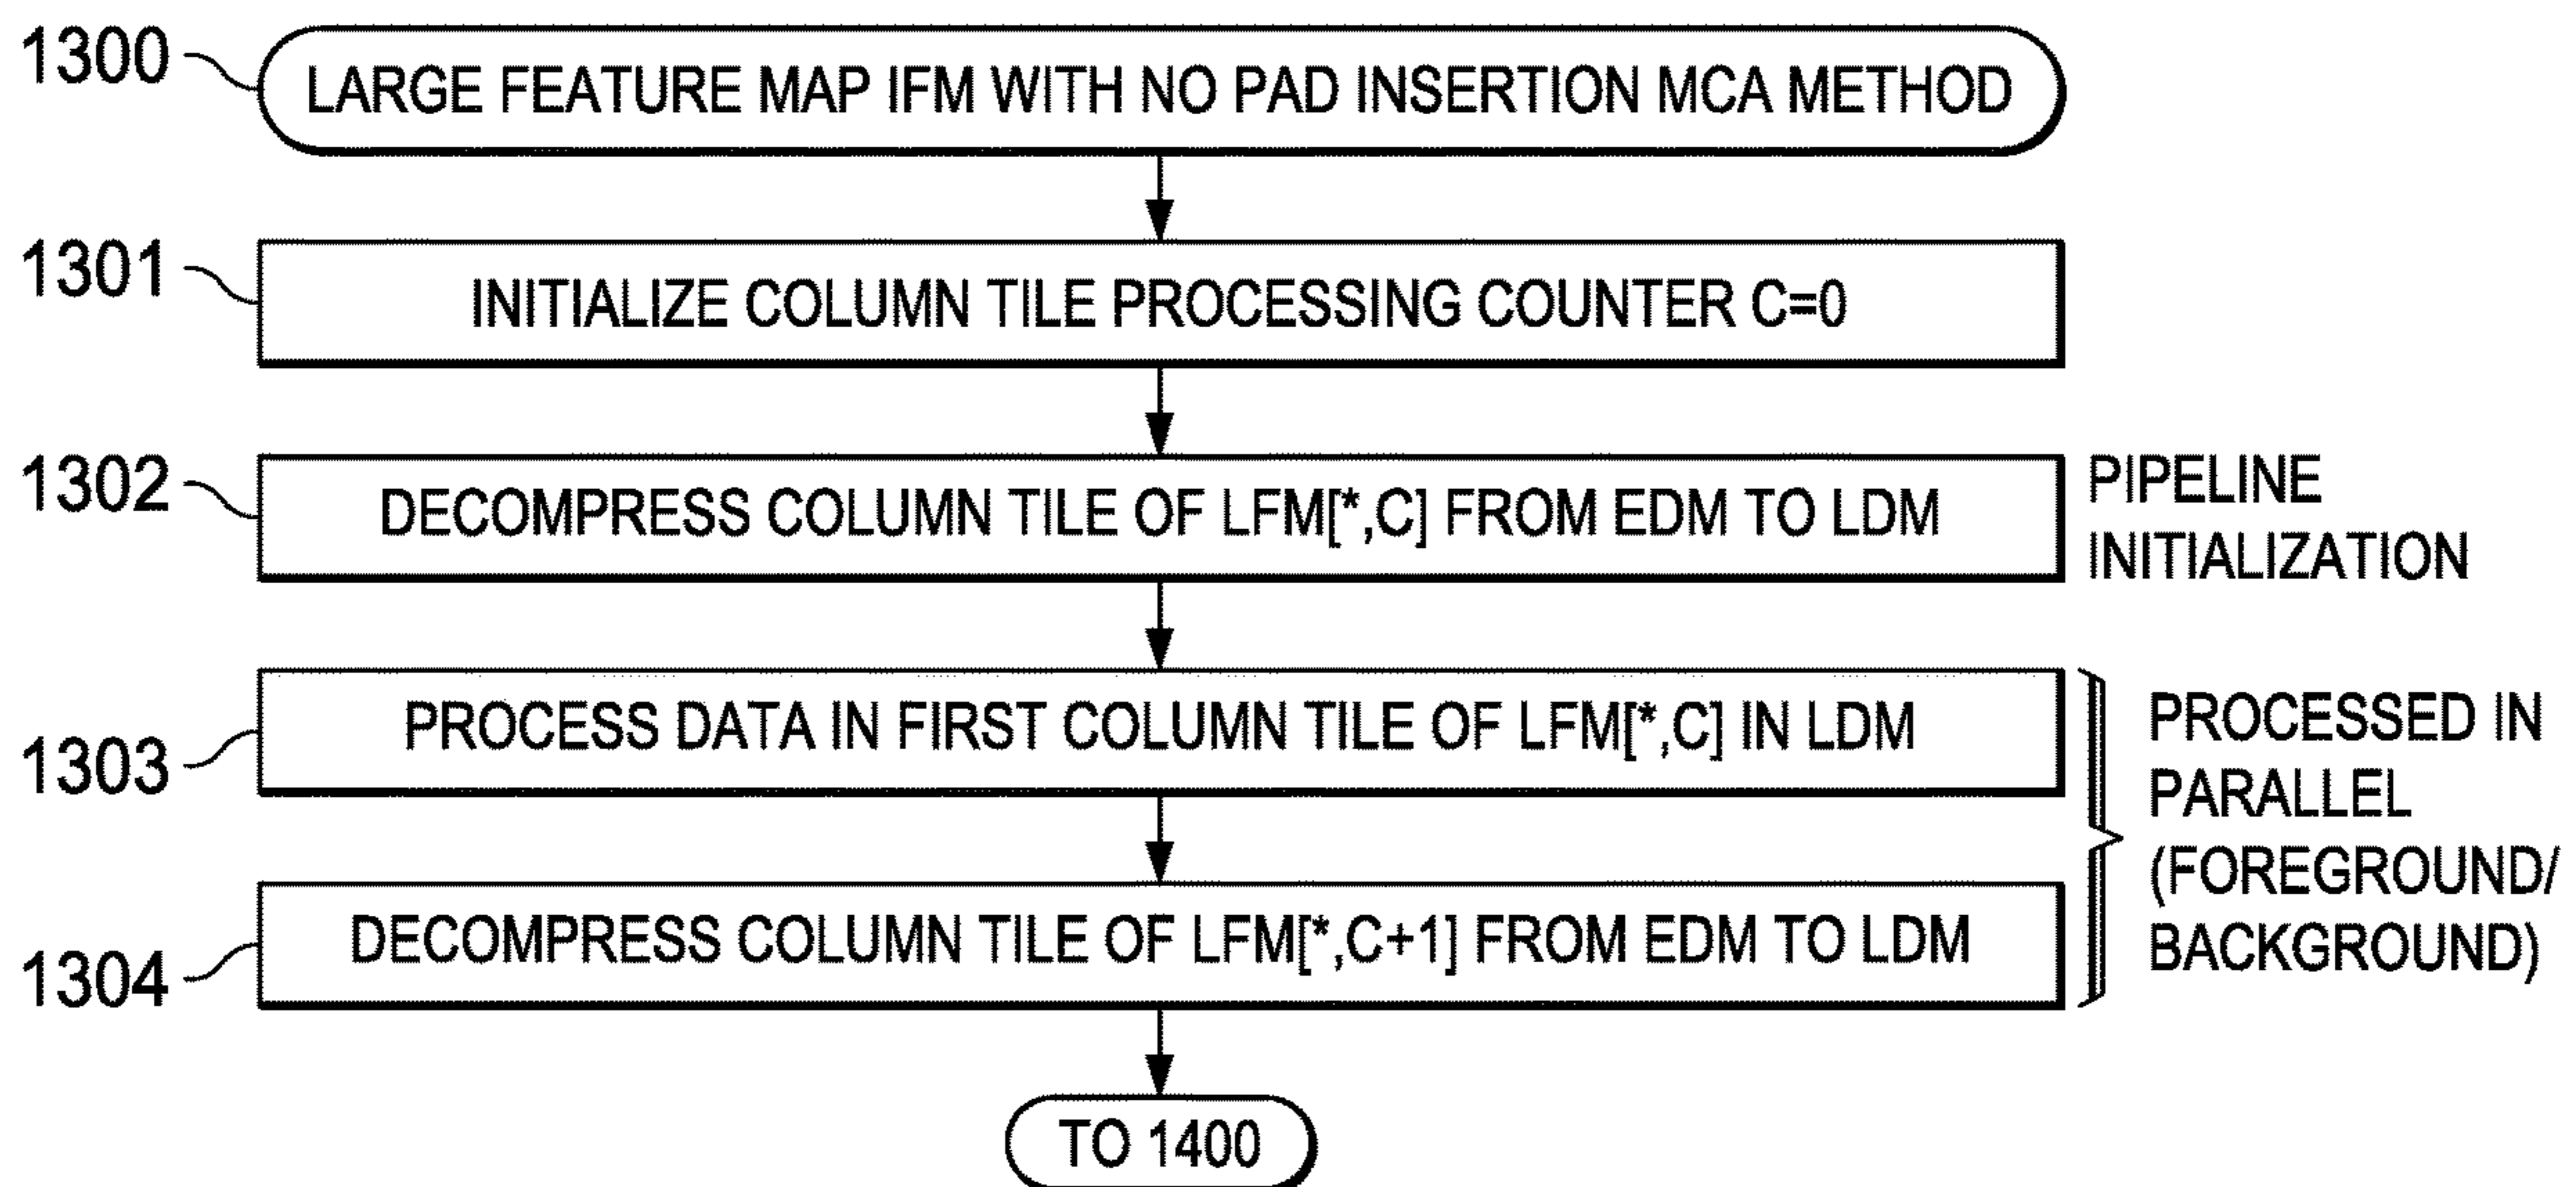 1300
LARGE FEATURE MAP IFM WITH NO PAD INSERTION MCA METHOD
1301
INITIALIZE COLUMN TILE PROCESSING COUNTER C=0
1302
DECOMPRESS COLUMN TILE OF LFM[*,C] FROM EDM TO LDM
PIPELINE
INITIALIZATION
1303
PROCESS DATA IN FIRST COLUMN TILE OF LFM[*,C] IN LDM
1304
DECOMPRESS COLUMN TILE OF LFM[*,C+1] FROM EDM TO LDM
PROCESSED IN
PARALLEL
(FOREGROUND/
BACKGROUND)
TO 1400